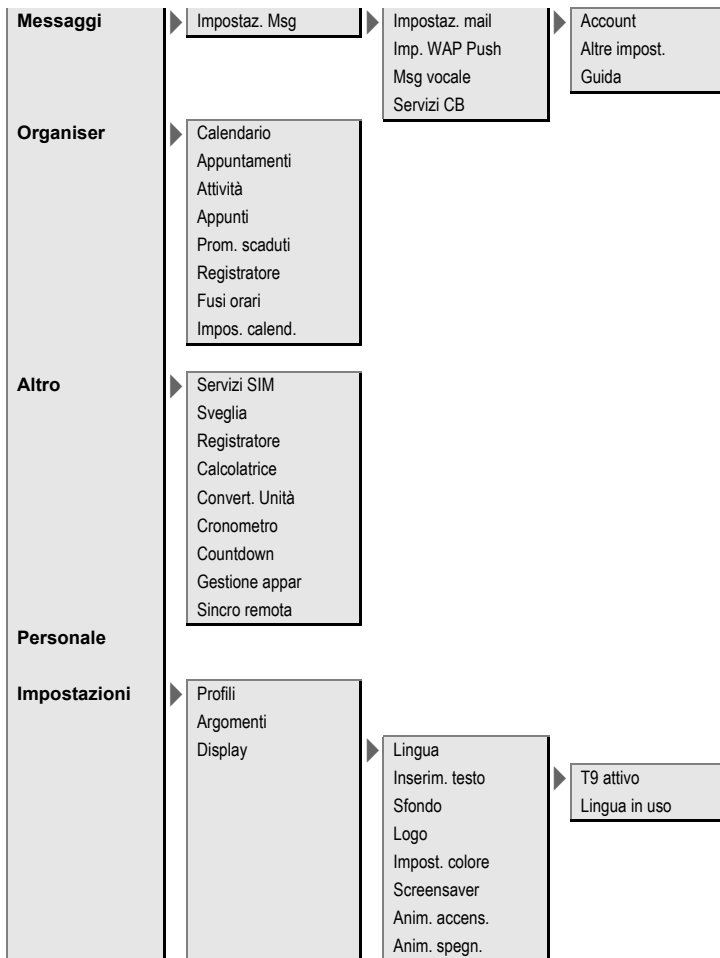 Messaggi
Impostaz. Msg
Impostaz. mail
Account
Imp. WAP Push
Altre impost.
Msg vocale
Guida
Servizi CB
Organiser
Calendario
Appuntamenti
Attività
Appunti
Prom. scaduti
Registratore
Fusi orari
Impos. calend.
Altro
Servizi SIM
Sveglia
Registratore
Calcolatrice
Convert. Unità
Cronometro
Countdown
Gestione appar
Sincro remota
Personale
Impostazioni
Profili
Argomenti
Display
Lingua
Inserim. testo
T9 attivo
Sfondo
Lingua in uso
Logo
Impost. colore
Screensaver
Anim. accens.
Anim. spegn.